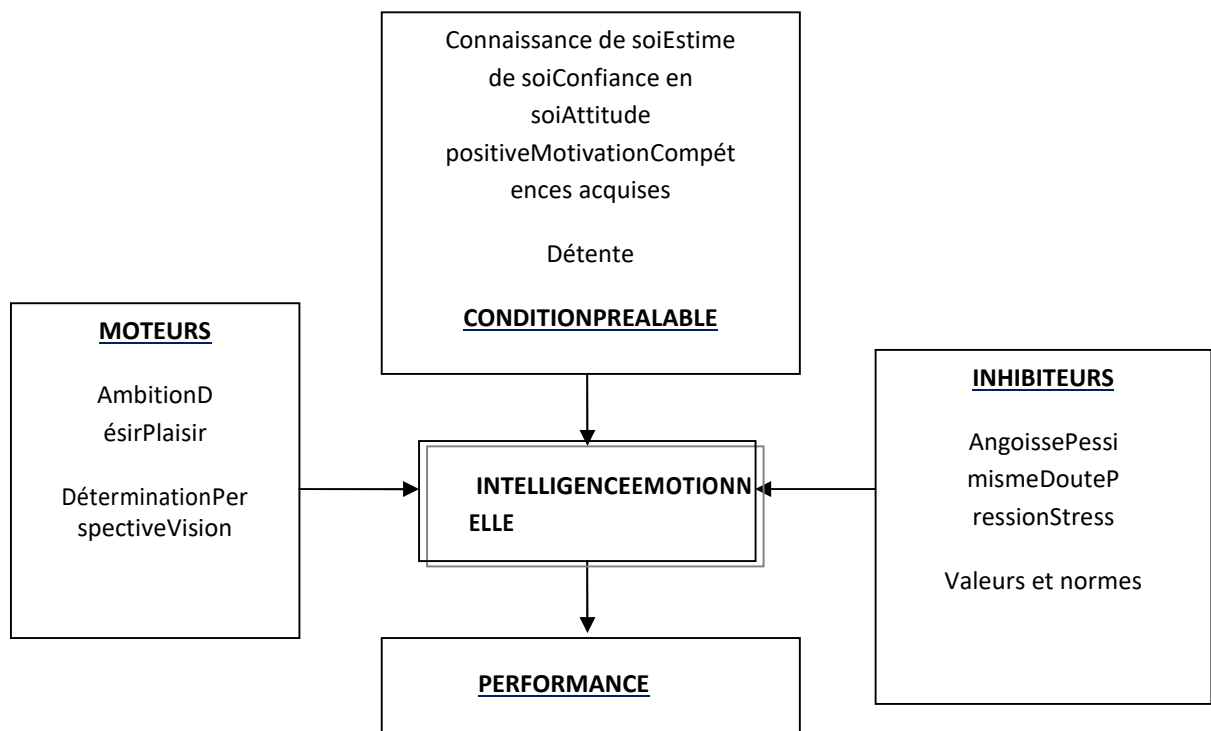 Connaissance de soiEstime
de soiConfiance en
soiAttitude
positiveMotivationCompét
ences acquises
Détente
CONDITIONPREALABLE
MOTEURS
AmbitionD
ésirPlaisir
DéterminationPer
spectiveVision
INTELLIGENCEEMOTIONN
ELLE
INHIBITEURS
AngoissePessi
mismeDouteP
ressionStress
Valeurs et normes
PERFORMANCE